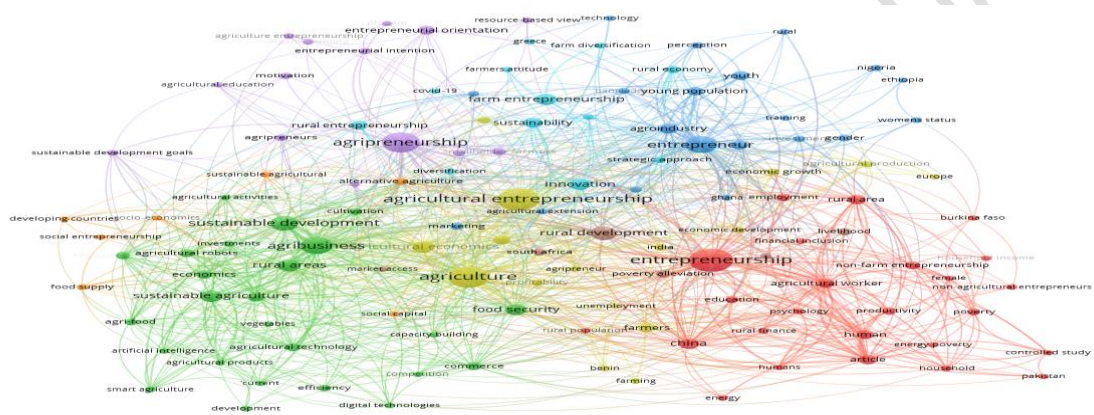 resource-based view
technology
entrepreneurial orientation
rural
agriculture entrepreneurship
greece
farm diversification
perception
entrepreneurial intention
farmers attitude
rural economy
nigeria
motivation
youth
ethiopia
agricultural education
covid-19
young population
farm entrepreneurship
rural entrepreneurship
sustainability
training
womens status
agroindustry
agripreneurs
agripreneurship
entrepreneur
gender
sustainable development goals
strategic approach
agricultural production
sustainable agricultural
diversification
economic growth
alternative agriculture
innovation
europe
agricultural activities
agricultural entrepreneurship
ghana
employment
rural area
developing countries
socio-economics
cultivation
agricultural extension
burkina faso
sustainable development
marketing
economic development
social entrepreneurship
rural development
livelihood
investments
agribusiness
agricultural economics
financial inclusion
agricultural robots
south africa
india
household income
rural areas
entrepreneurship
non-farm entrepreneurship
economics
market access
agripreneur
poverty alleviation
female
food supply
agriculture
profitability
agricultural worker
non agricultural entrepreneurs
sustainable agriculture
education
unemployment
food security
psychology
productivity
poverty
social capital
agri-food
vegetables
rural population
farmers
rural finance
human
capacity building
artificial intelligence
agricultural technology
china
energy poverty
controlled study
agricultural products
commerce
benin
humans
article
household
competition
current
farming
pakistan
smart agriculture
efficiency
energy
development
digital technologies